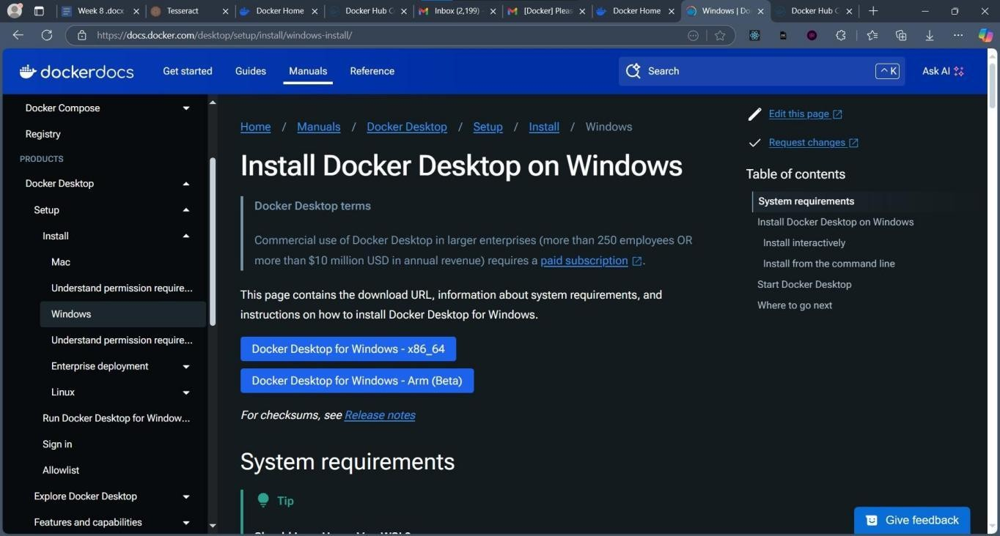 Week 8 .docx
Tesseract
Docker Home
Docker Hub C
Inbox (2,199)
[Docker] Pleas
Docker Home
Windows | Do
Docker Hub C
https://docs.docker.com/desktop/setup/install/windows-install/
dockerdocs
Get started
Guides
Manuals
Reference
Search
^ K
Ask AI
Docker Compose
Registry
PRODUCTS
Docker Desktop
Setup
Install
Mac
Understand permission require...
Windows
Understand permission require...
Enterprise deployment
Linux
Run Docker Desktop for Window...
Sign in
Allowlist
Explore Docker Desktop
Features and capabilities
Home / Manuals / Docker Desktop / Setup / Install / Windows
Install Docker Desktop on Windows
Docker Desktop terms
Commercial use of Docker Desktop in larger enterprises (more than 250 employees OR
more than $10 million USD in annual revenue) requires a paid subscription.
This page contains the download URL, information about system requirements, and
instructions on how to install Docker Desktop for Windows.
Docker Desktop for Windows - x86_64
Docker Desktop for Windows - Arm (Beta)
For checksums, see Release notes
System requirements
Tip
Edit this page
Request changes
Table of contents
System requirements
Install Docker Desktop on Windows
Install interactively
Install from the command line
Start Docker Desktop
Where to go next
Give feedback